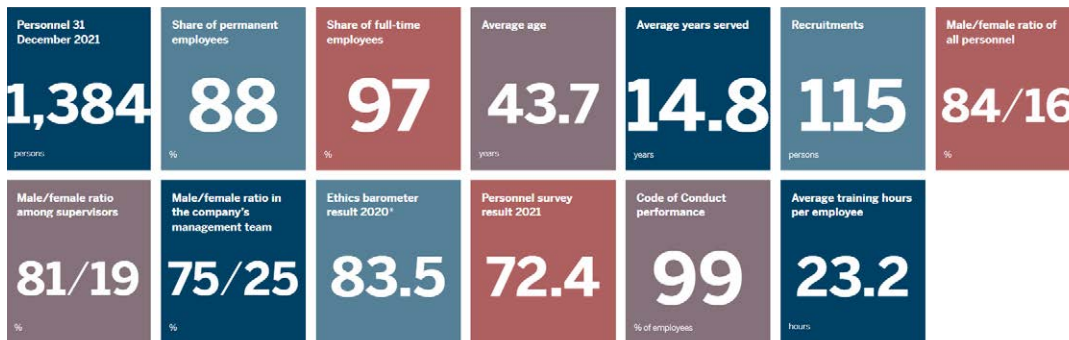 Personnel 31
December 2021
1,384
persons
Share of permanent
employees
88
%
Share of full-time
employees
97
%
Average age
43.7
years
Average years served
14.8
years
Recruitments
115
persons
Male/female ratio of
all personnel
84/16
%
Male/female ratio
among supervisors
81/19
%
Male/female ratio in
the company's
management team
75/25
%
Ethics barometer
result 2020*
83.5
Personnel survey
result 2021
72.4
Code of Conduct
performance
99
% of employees
Average training hours
per employee
23.2
hours